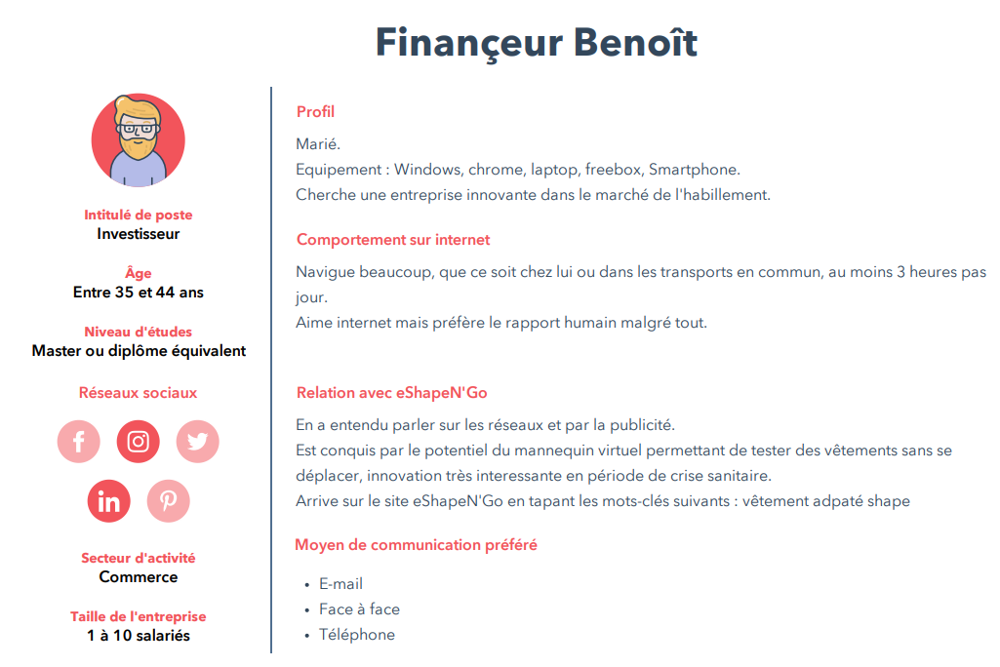 Finançeur Benoît
Intitulé de poste
Investisseur
Âge
Entre 35 et 44 ans
Niveau d'études
Master ou diplôme équivalent
Réseaux sociaux
in
Secteur d'activité
Commerce
Taille de l'entreprise
1 à 10 salariés
Profil
Marié.
Equipement : Windows, chrome, laptop, freebox, Smartphone.
Cherche une entreprise innovante dans le marché de l'habillement.
Comportement sur internet
Navigue beaucoup, que ce soit chez lui ou dans les transports en commun, au moins 3 heures pas
jour.
Aime internet mais préfère le rapport humain malgré tout.
Relation avec eShapeN'Go
En a entendu parler sur les réseaux et par la publicité.
Est conquis par le potentiel du mannequin virtuel permettant de tester des vêtements sans se
déplacer, innovation très interessante en période de crise sanitaire.
Arrive sur le site eShapeN'Go en tapant les mots-clés suivants : vêtement adpaté shape
Moyen de communication préféré
• E-mail
• Face à face
• Téléphone